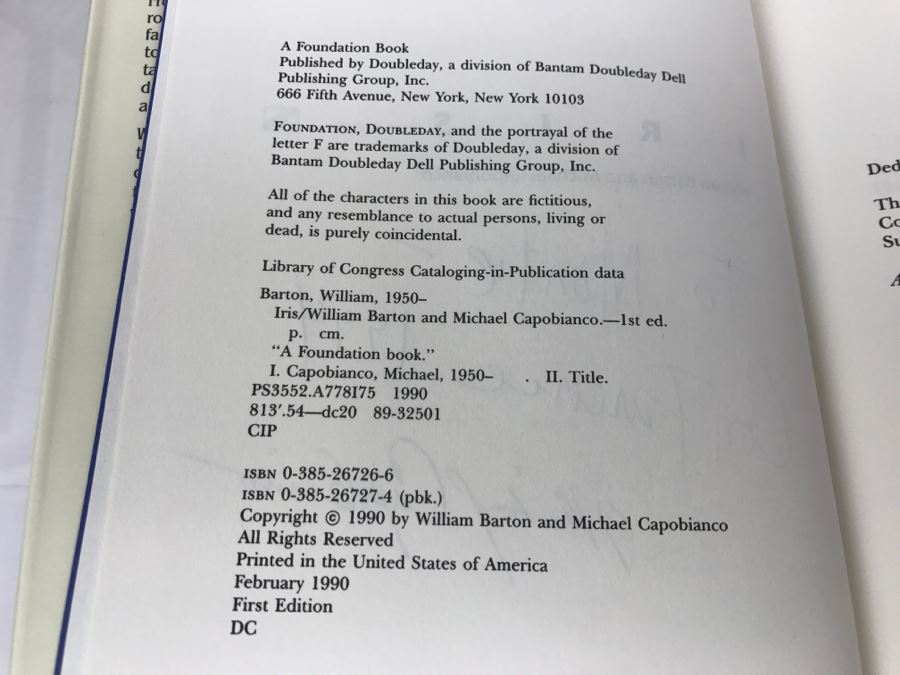 A Foundation Book
Published by Doubleday, a division of Bantam Doubleday Dell
Publishing Group, Inc.
666 Fifth Avenue, New York, New York 10103
FOUNDATION, DOUBLEDAY, and the portrayal of the
letter F are trademarks of Doubleday, a division of
Bantam Doubleday Dell Publishing Group, Inc.
All of the characters in this book are fictitious,
and any resemblance to actual persons, living or
dead, is purely coincidental.
Library of Congress Cataloging-in-Publication data
Barton, William, 1950–
Iris/William Barton and Michael Capobianco.—1st ed.
p. cm.
“A Foundation book.”
I. Capobianco, Michael, 1950– . II. Title.
PS3552.A778I75 1990
813'.54—dc20 89-32501
CIP
ISBN 0-385-26726-6
ISBN 0-385-26727-4 (pbk.)
Copyright © 1990 by William Barton and Michael Capobianco
All Rights Reserved
Printed in the United States of America
February 1990
First Edition
DC
Ded
Th
Co
Su
A